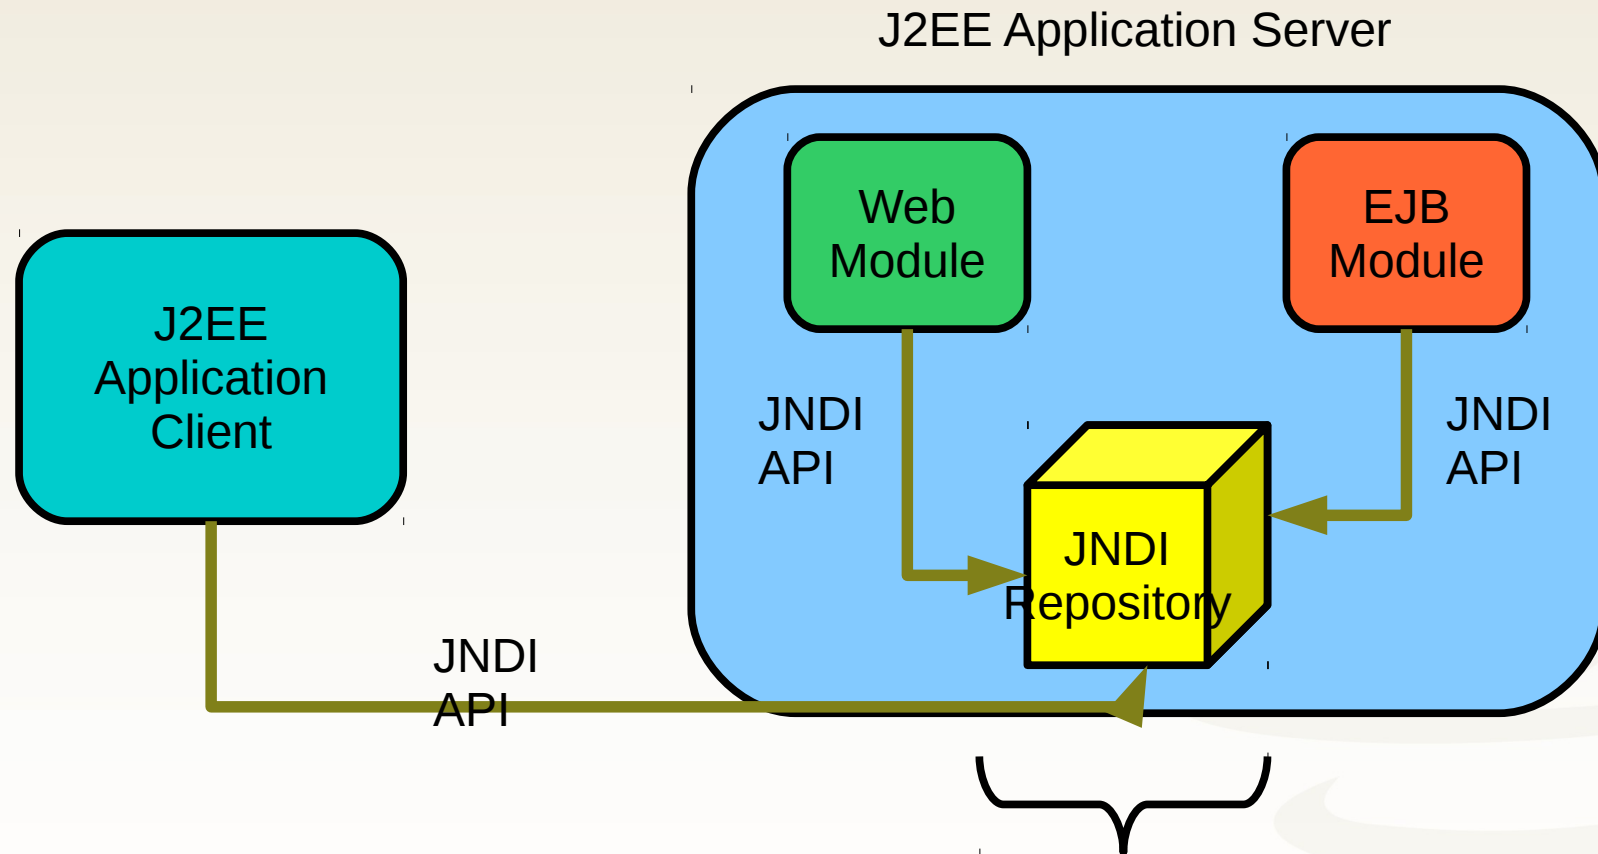 J2EE Application Server
Web
Module
EJB
Module
J2EE
Application
Client
JNDI
API
JNDI
API
JNDI
Repository
JNDI
API